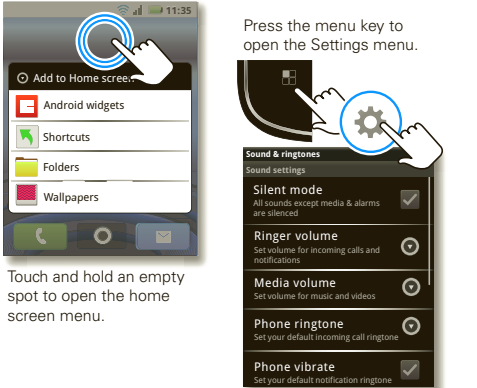 11:35
Add to Home screen
Android widgets
Shortcuts
Folders
Wallpapers
Touch and hold an empty
spot to open the home
screen menu.
Press the menu key to
open the Settings menu.
Sound & ringtones
Sound settings
Silent mode
All sounds except media & alarms
are silenced
Ringer volume
Set volume for incoming calls and
notifications
Media volume
Set volume for music and videos
Phone ringtone
Set your default incoming call ringtone
Phone vibrate
Set your default notification ringtone